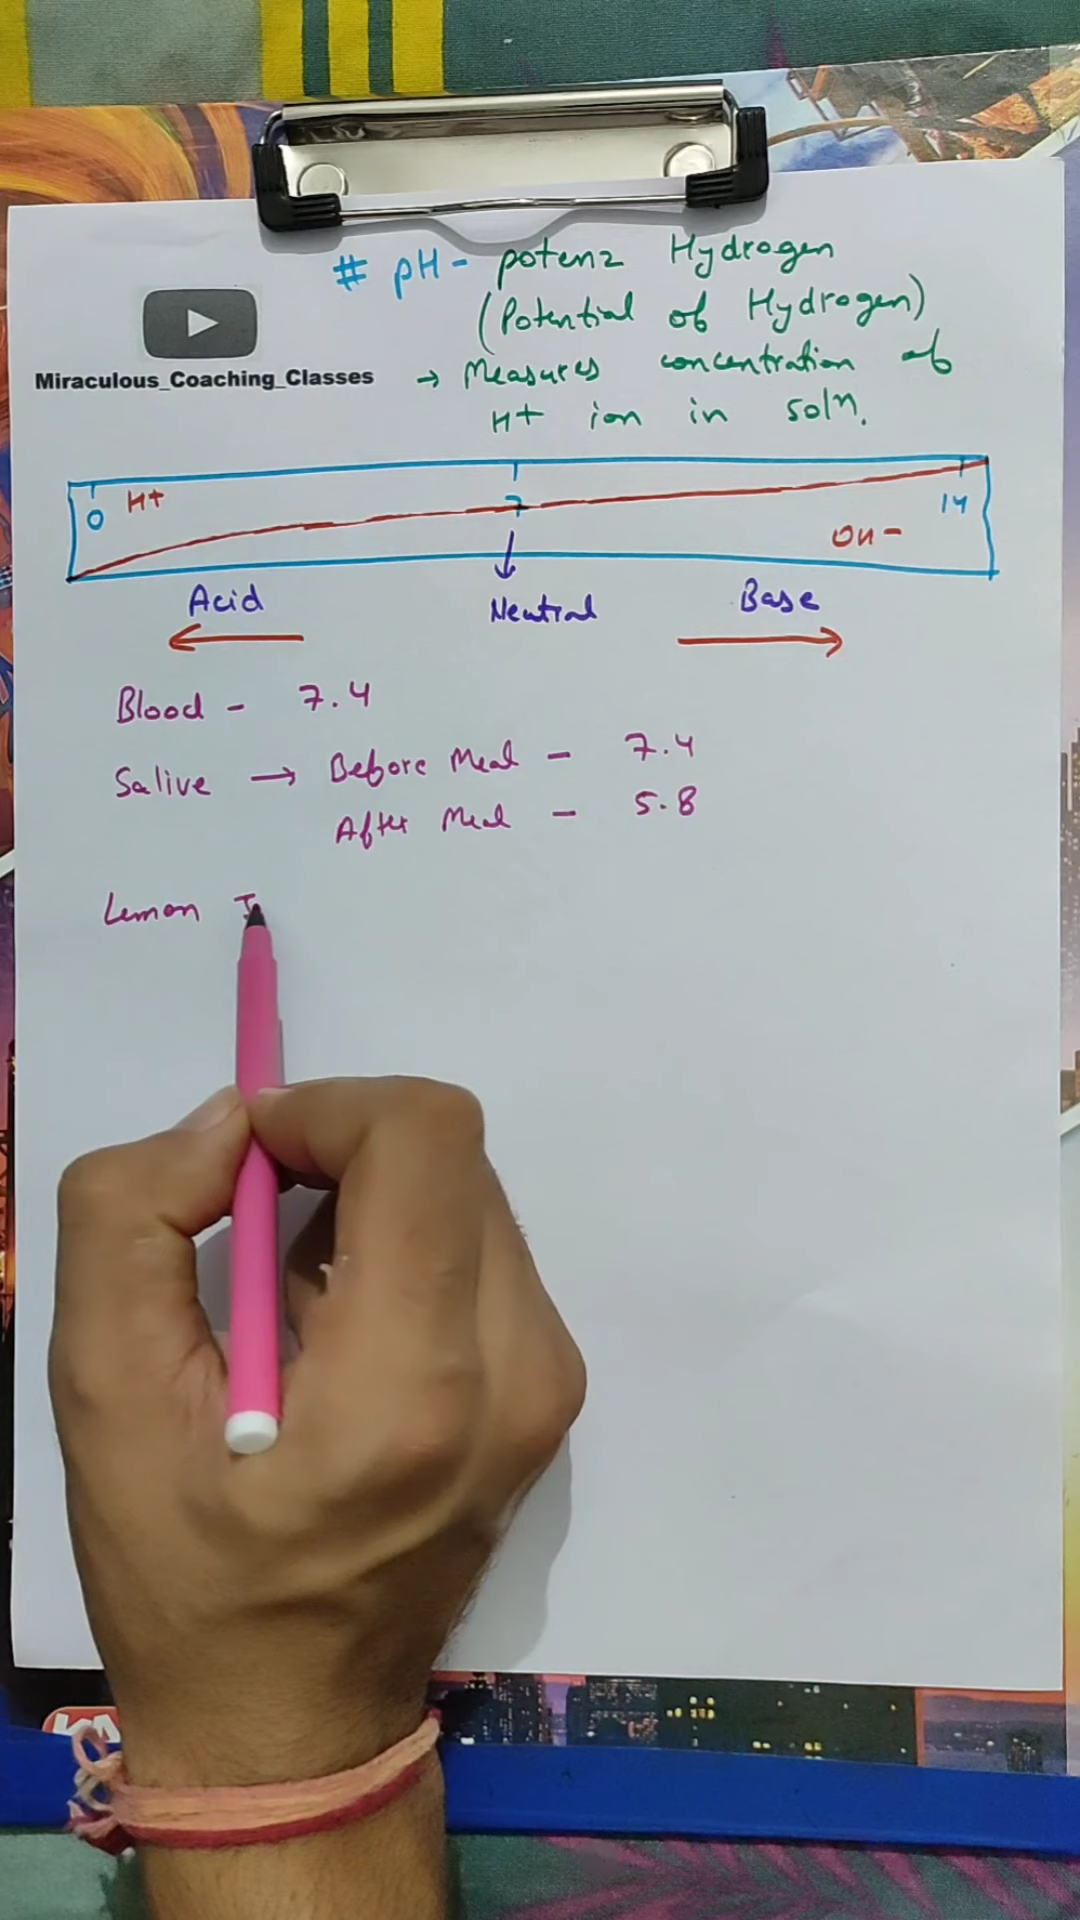 # pH - potenz Hydrogen
(Potential of Hydrogen)
Miraculous_Coaching_Classes
→ Measures concentration of
H+ ion in soln.
0 H+ 7 14
OH-
Acid Neutral Base
Blood - 7.4
Salive → Before Meal - 7.4
After Meal - 5.8
Lemon